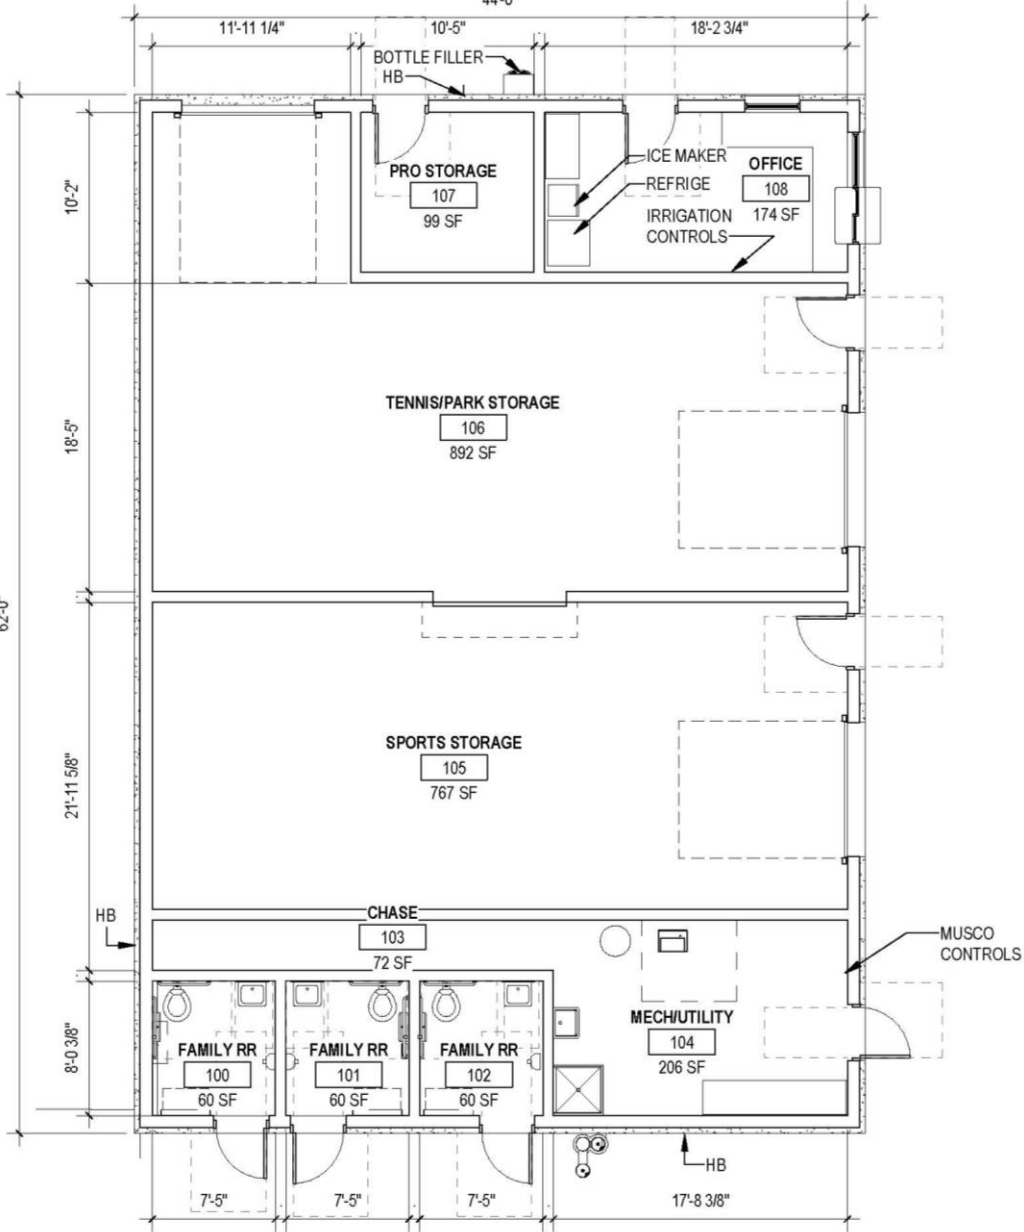 44'-0"
11'-11 1/4"
10'-5"
18'-2 3/4"
BOTTLE FILLER
HB
ICE MAKER
REFRIGE
IRRIGATION
CONTROLS
PRO STORAGE
107
99 SF
OFFICE
108
174 SF
10'-2"
TENNIS/PARK STORAGE
106
892 SF
18'-5"
62'-0"
SPORTS STORAGE
105
767 SF
21'-11 5/8"
HB
CHASE
103
72 SF
MUSCO
CONTROLS
MECH/UTILITY
104
206 SF
FAMILY RR
100
60 SF
FAMILY RR
101
60 SF
FAMILY RR
102
60 SF
8'-0 3/8"
HB
7'-5"
7'-5"
7'-5"
17'-8 3/8"